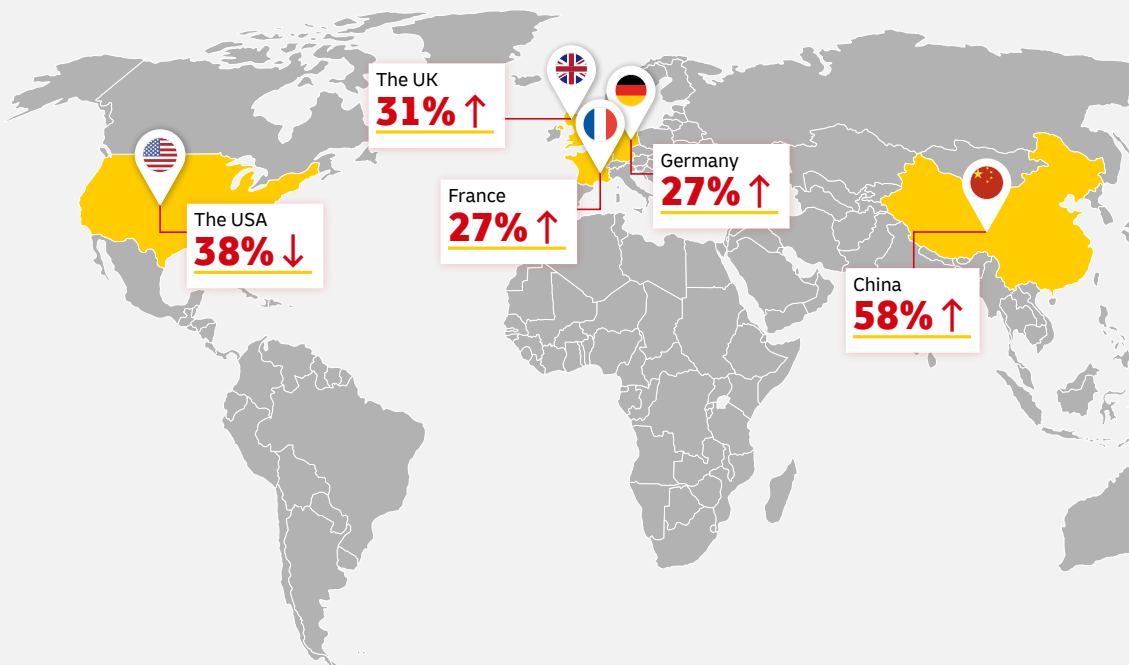 The UK
31% ↑
Germany
27% ↑
France
27% ↑
The USA
38% ↓
China
58% ↑